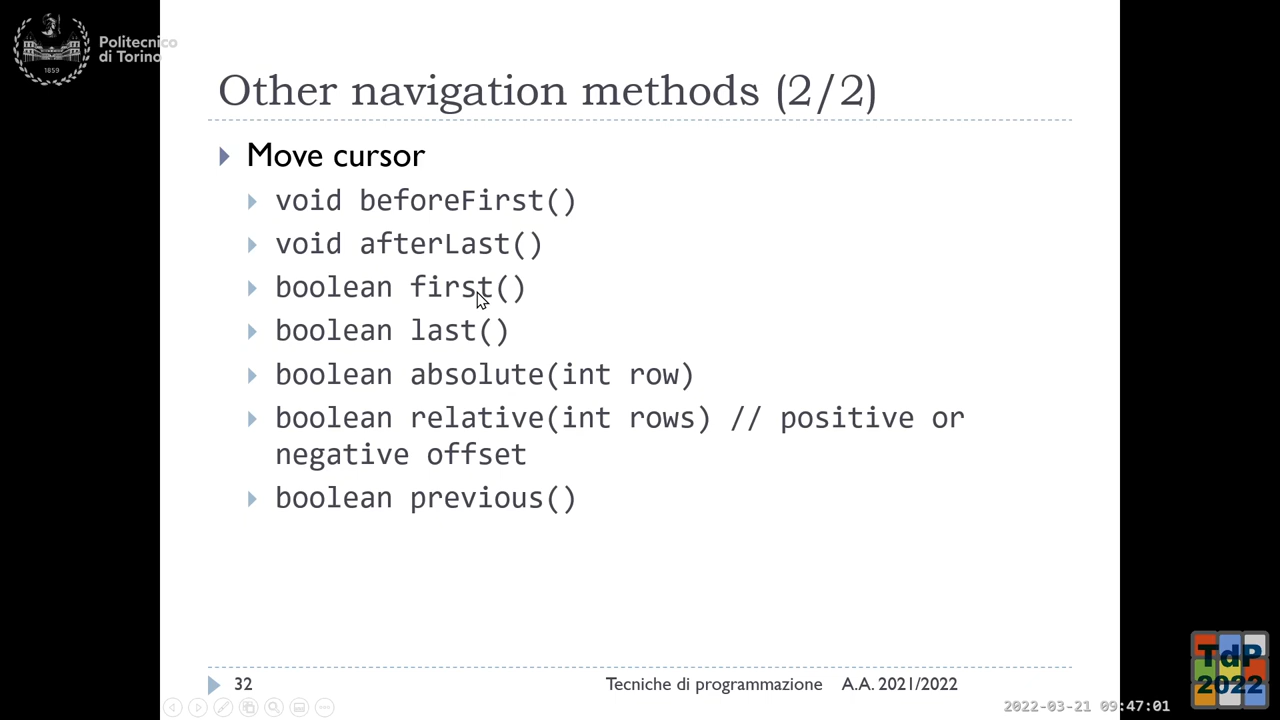 Politecnico
di Torino
1859
Other navigation methods (2/2)
Move cursor
void beforeFirst()
void afterLast()
boolean first()
boolean last()
boolean absolute(int row)
boolean relative(int rows) // positive or
negative offset
boolean previous()
32
Tecniche di programmazione A.A. 2021/2022
TdP
2022
2022-03-21 09:47:01